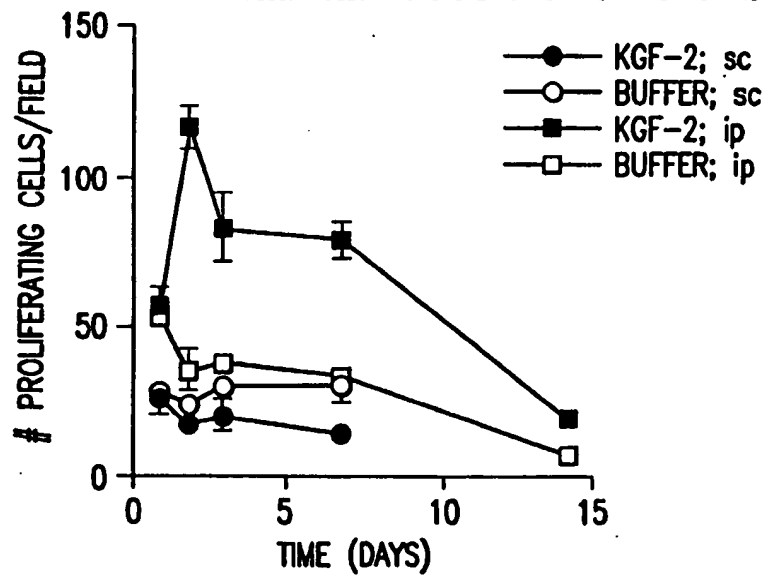 150
100
50
0
# PROLIFERATING CELLS/FIELD
KGF-2; sc
BUFFER; sc
KGF-2; ip
BUFFER; ip
0 5 10 15
TIME (DAYS)